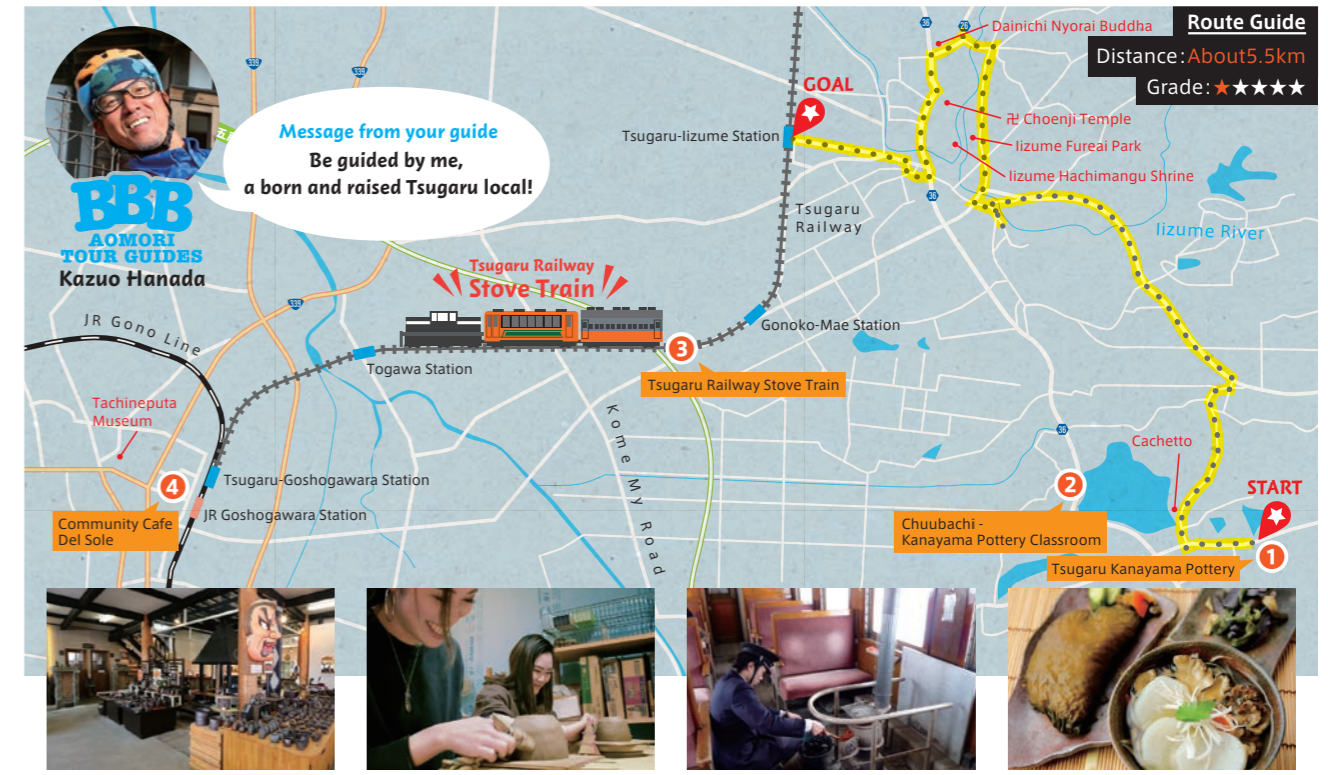 Route Guide
Distance:About5.5km
Grade:★★★★★
Message from your guide
Be guided by me,
a born and raised Tsugaru local!
BBB
AOMORI
TOUR GUIDES
Kazuo Hanada
339
339
339
五
36
26
Dainichi Nyorai Buddha
GOAL
Tsugaru-Iizume Station
卍 Choenji Temple
Iizume Fureai Park
Iizume Hachimangu Shrine
36
Tsugaru
Railway
Iizume River
Tsugaru Railway
Stove Train
Gonoko-Mae Station
JR Gono Line
Togawa Station
3
Tsugaru Railway Stove Train
Tachineputa
Museum
Kome My Road
36
Cachetto
4
Tsugaru-Goshogawara Station
2
START
JR Goshogawara Station
Community Cafe
Del Sole
Chuubachi -
Kanayama Pottery Classroom
1
Tsugaru Kanayama Pottery